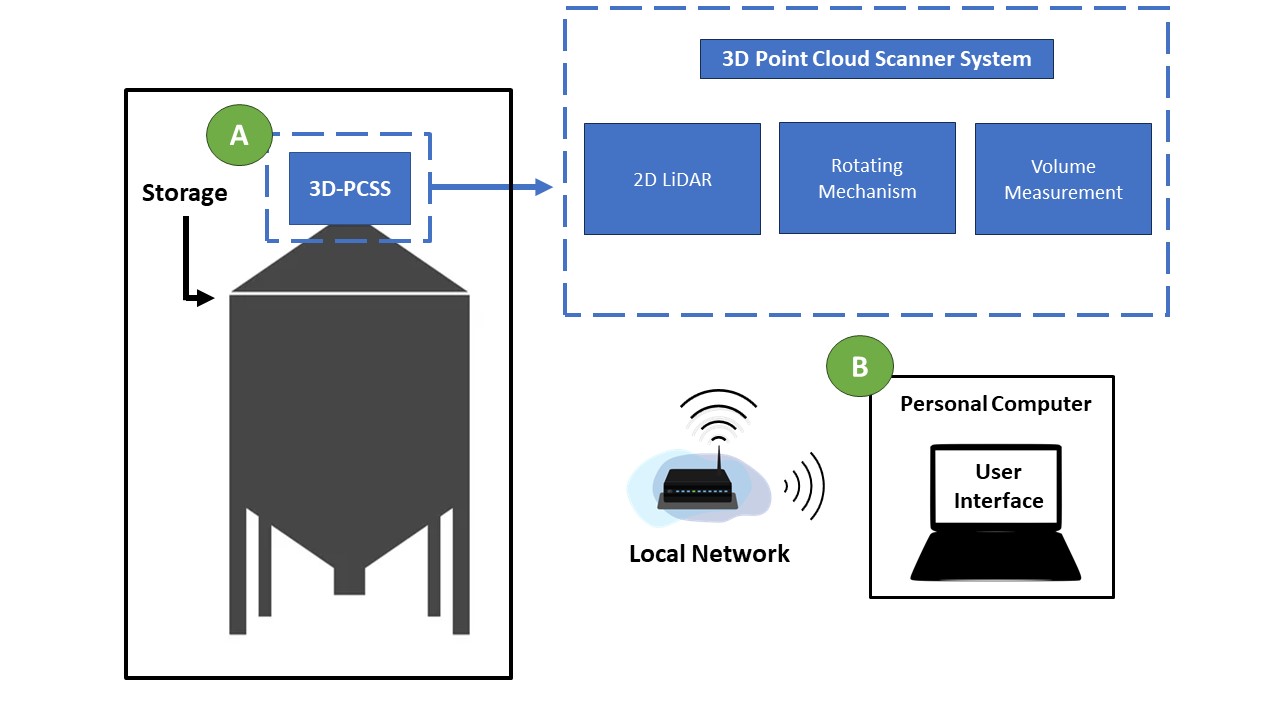 3D Point Cloud Scanner System
A
3D-PCSS
Storage
2D LiDAR
Rotating
Mechanism
Volume
Measurement
B
Personal Computer
User
Interface
Local Network